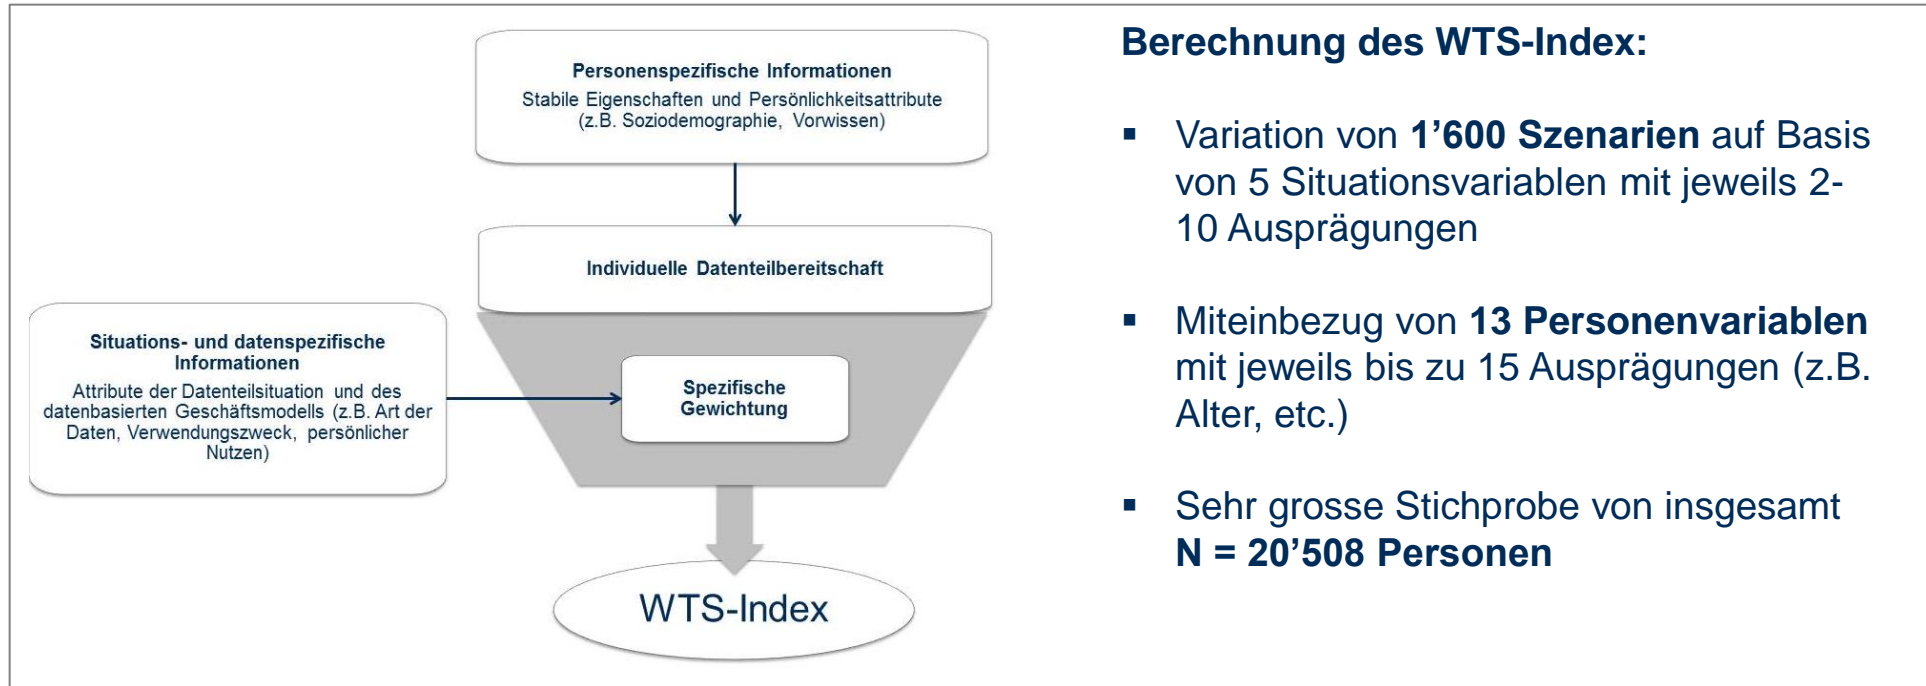 Personenspezifische Informationen
Stabile Eigenschaften und Persönlichkeitsattribute
(z.B. Soziodemographie, Vorwissen)
Individuelle Datenteilbereitschaft
Situations- und datenspezifische
Informationen
Attribute der Datenteilsituation und des
datenbasierten Geschäftsmodells (z.B. Art der
Daten, Verwendungszweck, persönlicher
Nutzen)
Spezifische
Gewichtung
WTS-Index
Berechnung des WTS-Index:
▪ Variation von 1’600 Szenarien auf Basis
von 5 Situationsvariablen mit jeweils 2-
10 Ausprägungen
▪ Miteinbezug von 13 Personenvariablen
mit jeweils bis zu 15 Ausprägungen (z.B.
Alter, etc.)
▪ Sehr grosse Stichprobe von insgesamt
N = 20’508 Personen